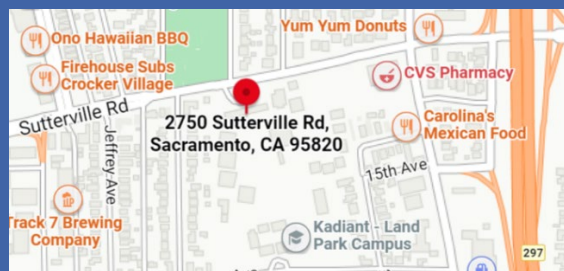 Ono Hawaiian BBQ
Yum Yum Donuts
Firehouse Subs
Crocker Village
CVS Pharmacy
Sutterville Rd
2750 Sutterville Rd,
Sacramento, CA 95820
Carolina's
Mexican Food
Jeffrey Ave
15th Ave
Track 7 Brewing
Company
Kadiant - Land
Park Campus
297